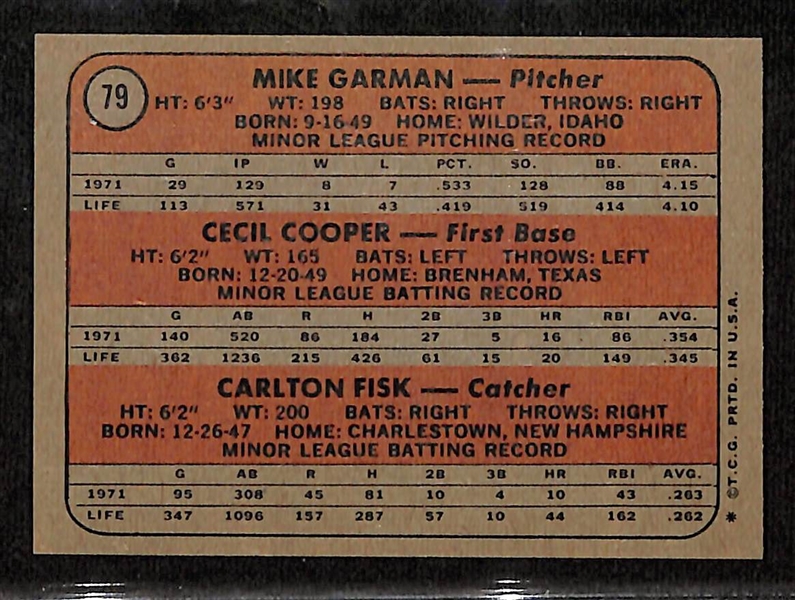 79
MIKE GARMAN — Pitcher
HT: 6'3" WT: 198 BATS: RIGHT THROWS: RIGHT
BORN: 9-16-49 HOME: WILDER, IDAHO
MINOR LEAGUE PITCHING RECORD
G IP W L PCT. SO. BB. ERA.
1971 29 129 8 7 .533 128 88 4.15
LIFE 113 571 31 43 .419 519 414 4.10
CECIL COOPER — First Base
HT: 6'2" WT: 165 BATS: LEFT THROWS: LEFT
BORN: 12-20-49 HOME: BRENHAM, TEXAS
MINOR LEAGUE BATTING RECORD
G AB R H 2B 3B HR RBI AVG.
1971 140 520 86 184 27 5 16 86 .354
LIFE 362 1236 215 426 61 15 20 149 .345
CARLTON FISK — Catcher
HT: 6'2" WT: 200 BATS: RIGHT THROWS: RIGHT
BORN: 12-26-47 HOME: CHARLESTOWN, NEW HAMPSHIRE
MINOR LEAGUE BATTING RECORD
G AB R H 2B 3B HR RBI AVG.
1971 95 308 45 81 10 4 10 43 .263
LIFE 347 1096 157 287 57 10 44 162 .262
* ©T.C.G. PRTD. IN U.S.A.